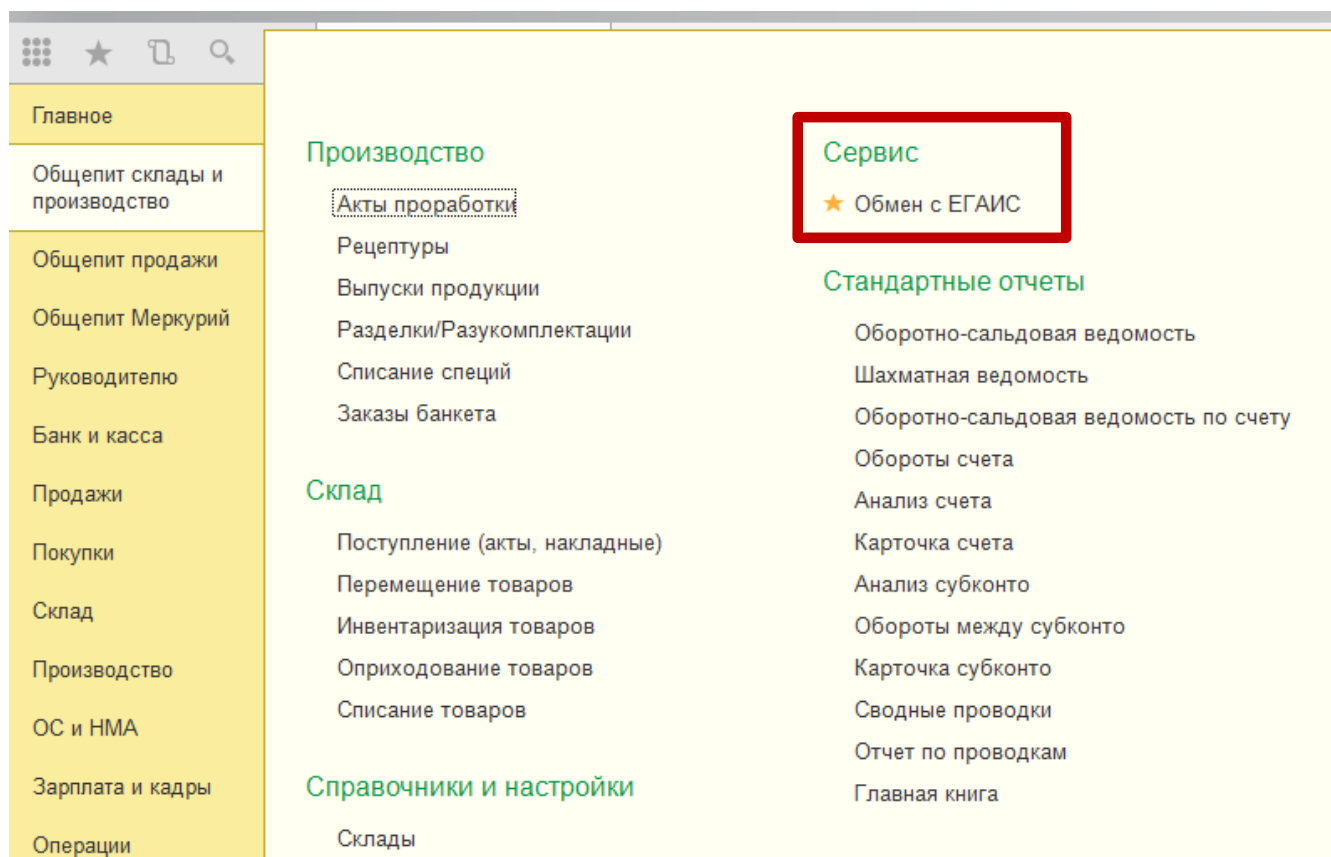 Главное
Общепит склады и
производство
Общепит продажи
Общепит Меркурий
Руководителю
Банк и касса
Продажи
Покупки
Склад
Производство
ОС и НМА
Зарплата и кадры
Операции
Производство
Акты проработки
Рецептуры
Выпуски продукции
Разделки/Разукомплектации
Списание специй
Заказы банкета
Склад
Поступление (акты, накладные)
Перемещение товаров
Инвентаризация товаров
Оприходование товаров
Списание товаров
Справочники и настройки
Склады
Сервис
Обмен с ЕГАИС
Стандартные отчеты
Оборотно-сальдовая ведомость
Шахматная ведомость
Оборотно-сальдовая ведомость по счету
Обороты счета
Анализ счета
Карточка счета
Анализ субконто
Обороты между субконто
Карточка субконто
Сводные проводки
Отчет по проводкам
Главная книга